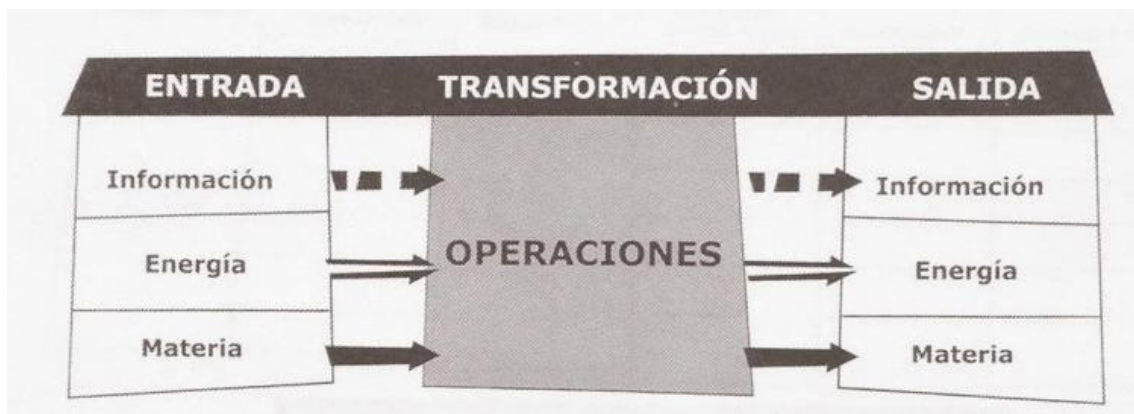 ENTRADA TRANSFORMACIÓN SALIDA
Información Información
Energía OPERACIONES Energía
Materia Materia